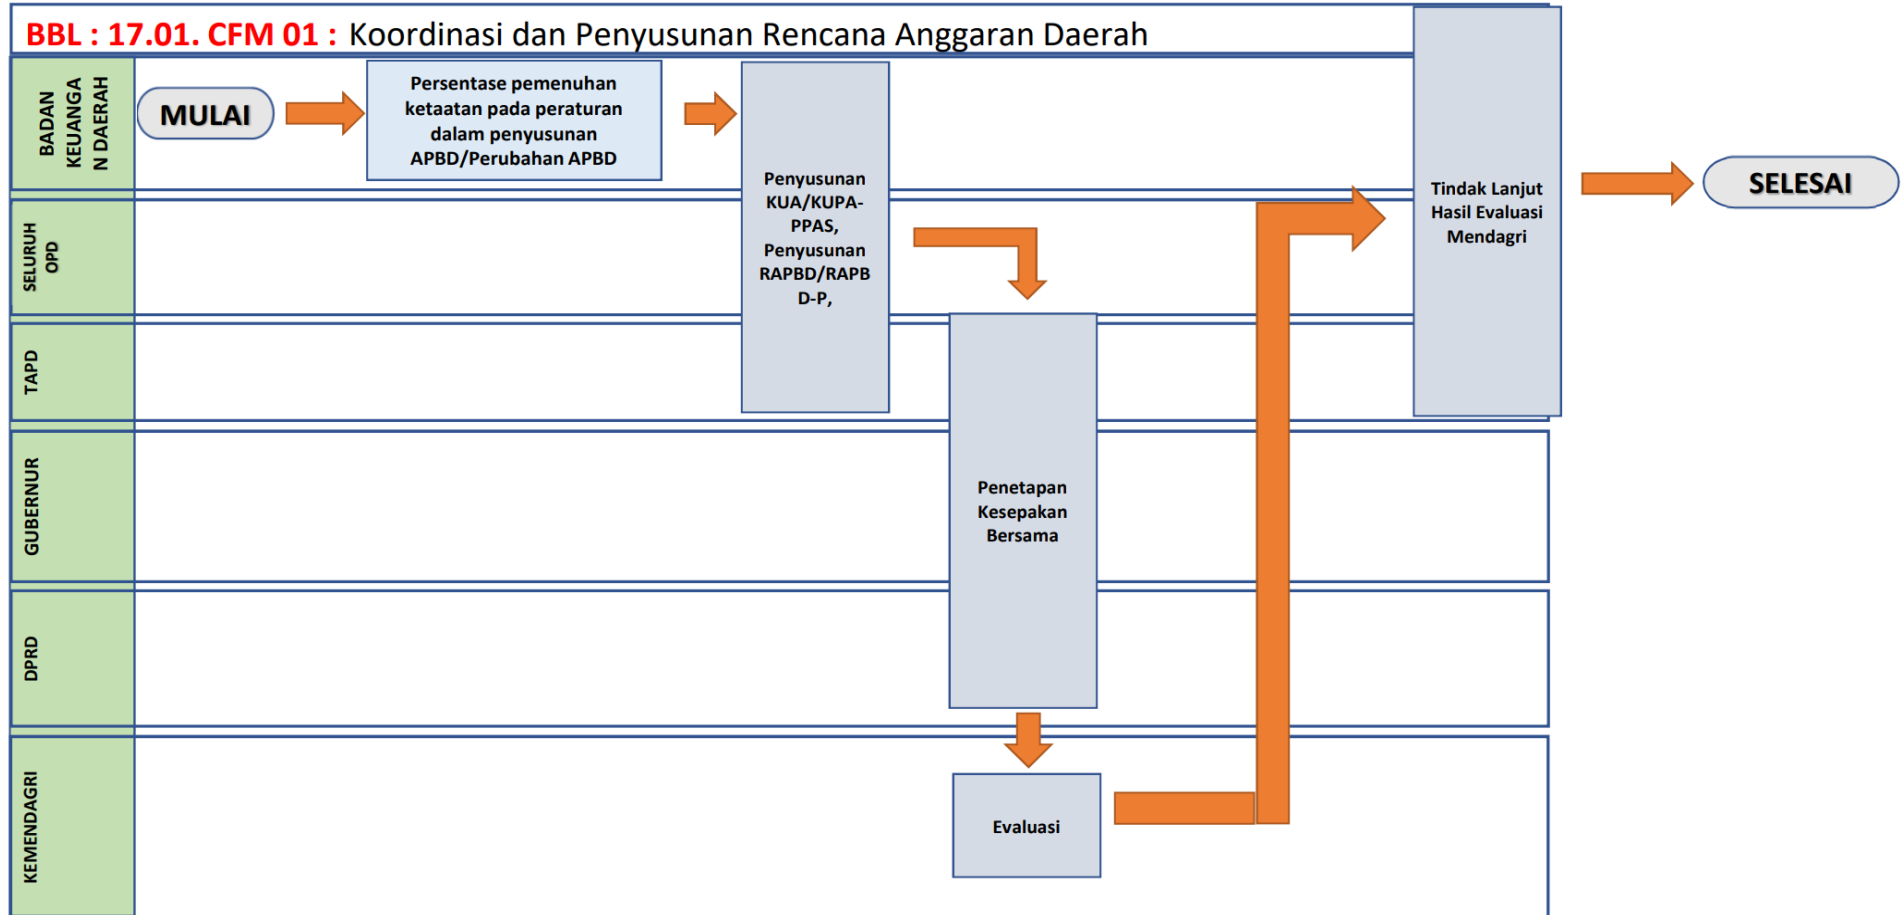 BBL : 17.01. CFM 01 : Koordinasi dan Penyusunan Rencana Anggaran Daerah
BADAN
KEUANGA
N DAERAH
MULAI
Persentase pemenuhan
ketaatan pada peraturan
dalam penyusunan
APBD/Perubahan APBD
Penyusunan
KUA/KUPA-
PPAS,
Penyusunan
RAPBD/RAPB
D-P,
Tindak Lanjut
Hasil Evaluasi
Mendagri
SELESAI
SELURUH
OPD
TAPD
GUBERNUR
Penetapan
Kesepakan
Bersama
DPRD
KEMENDAGRI
Evaluasi